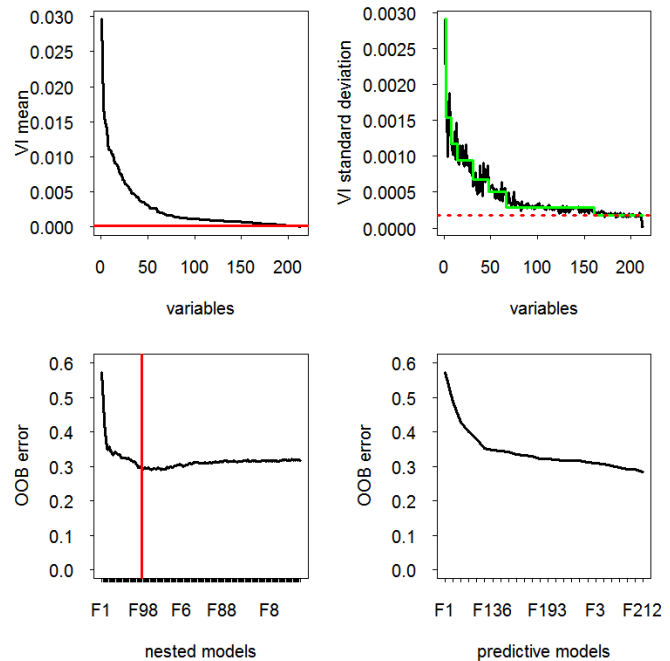 VI mean
0.030
0.025
0.020
0.015
0.010
0.005
0.000
0 50 100 150 200
variables
VI standard deviation
0.0030
0.0025
0.0020
0.0015
0.0010
0.0005
0.0000
0 50 100 150 200
variables
OOB error
0.6
0.5
0.4
0.3
0.2
0.1
0.0
F1 F98 F6 F88 F8
nested models
OOB error
0.6
0.5
0.4
0.3
0.2
0.1
0.0
F1 F136 F193 F3 F212
predictive models